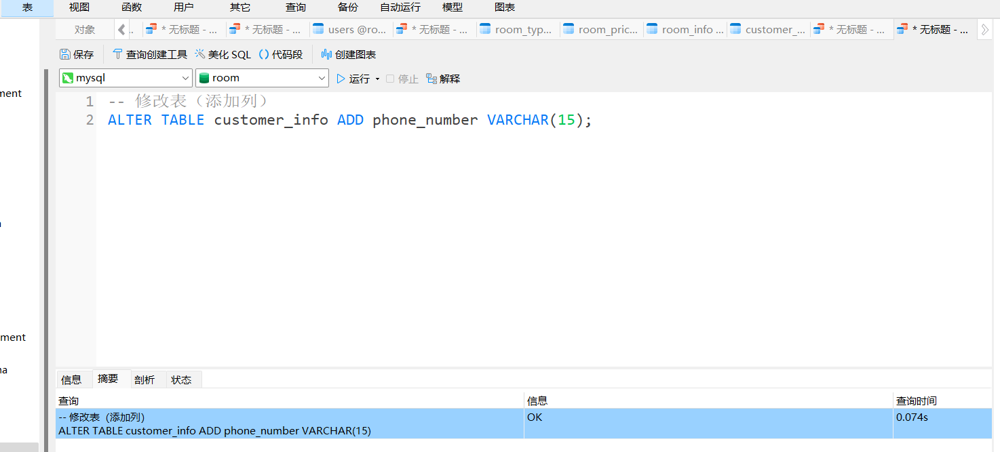 表 视图 函数 用户 其它 查询 备份 自动运行 模型 图表
对象 * 无标题 - ... * 无标题 - ... users @ro... * 无标题 - ... room_typ... room_pric... room_info ... customer_... * 无标题 - ... * 无标题 - ...
保存 查询创建工具 美化 SQL () 代码段 创建图表
mysql room 运行 停止 解释
ment
1 -- 修改表（添加列）
2 ALTER TABLE customer_info ADD phone_number VARCHAR(15);
ment
na
信息 摘要 剖析 状态
查询 信息 查询时间
-- 修改表（添加列） OK 0.074s
ALTER TABLE customer_info ADD phone_number VARCHAR(15)